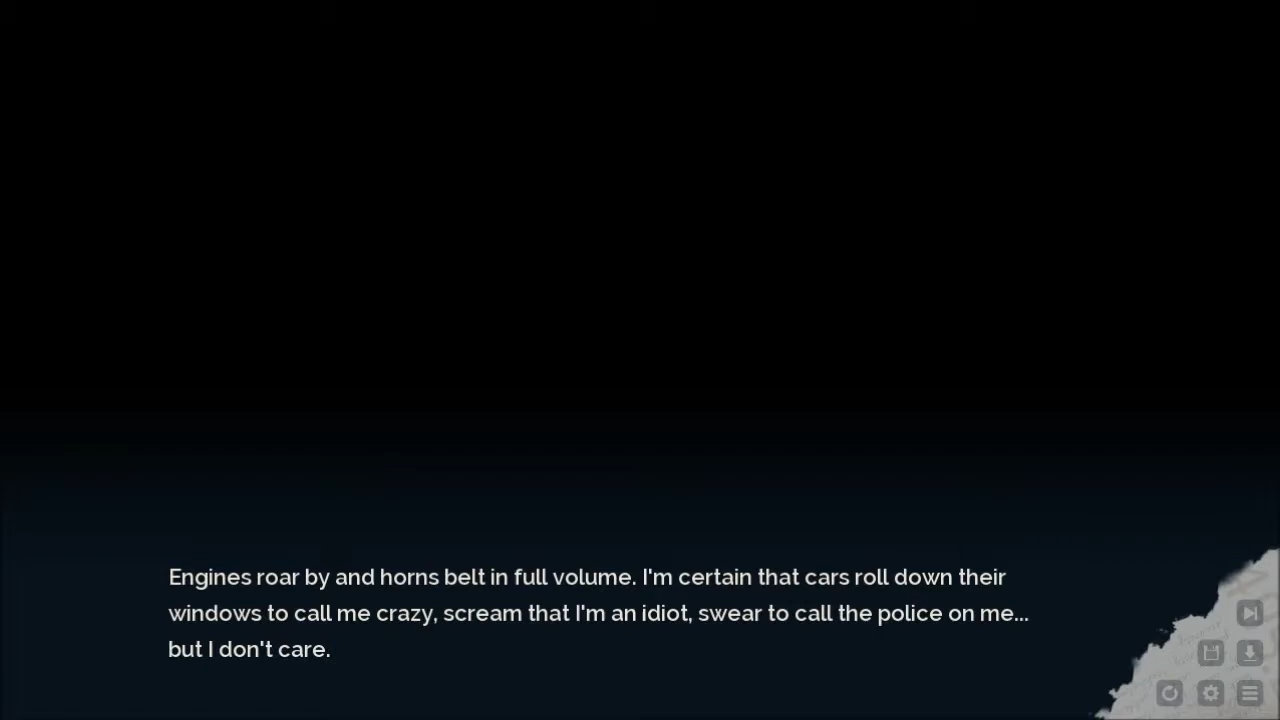 Engines roar by and horns belt in full volume. I'm certain that cars roll down their
windows to call me crazy, scream that I'm an idiot, swear to call the police on me...
but I don't care.